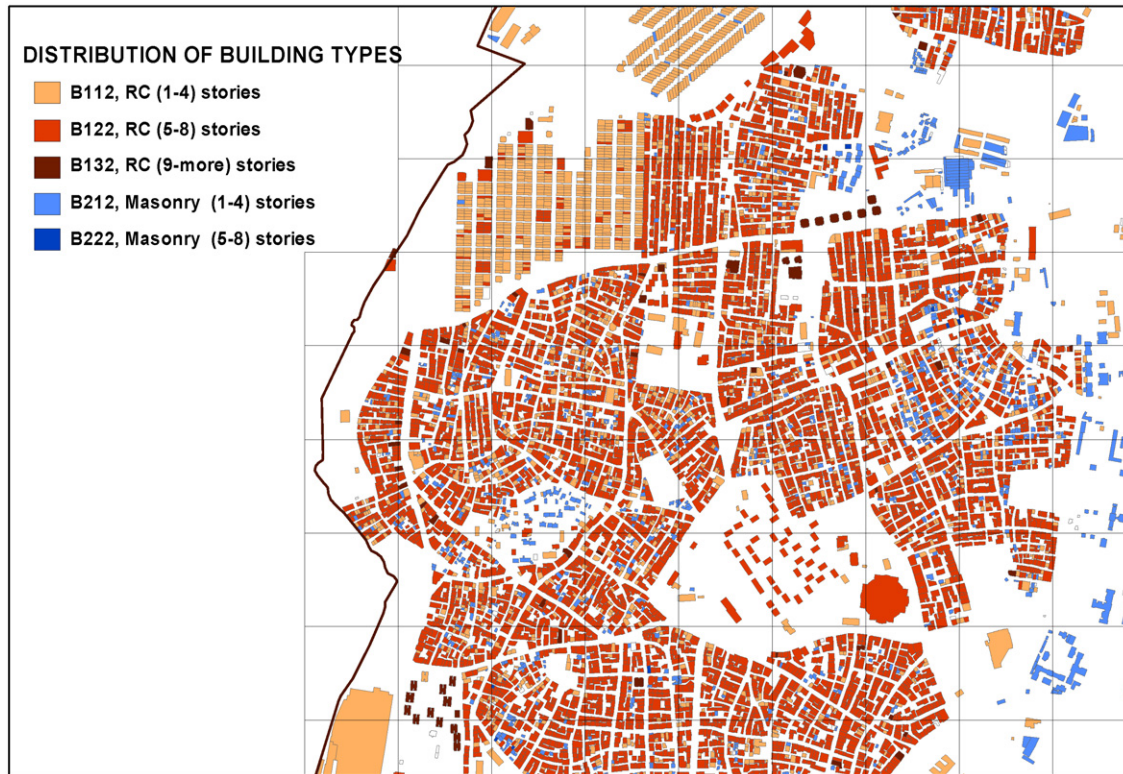 DISTRIBUTION OF BUILDING TYPES
B112, RC (1-4) stories
B122, RC (5-8) stories
B132, RC (9-more) stories
B212, Masonry (1-4) stories
B222, Masonry (5-8) stories